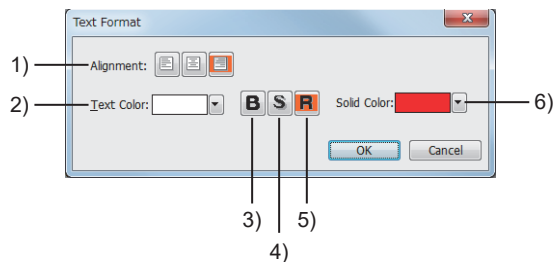 Text Format
x
1) Alignment:
2) Text Color: B S R Solid Color: 6)
OK Cancel
3) 5)
4)